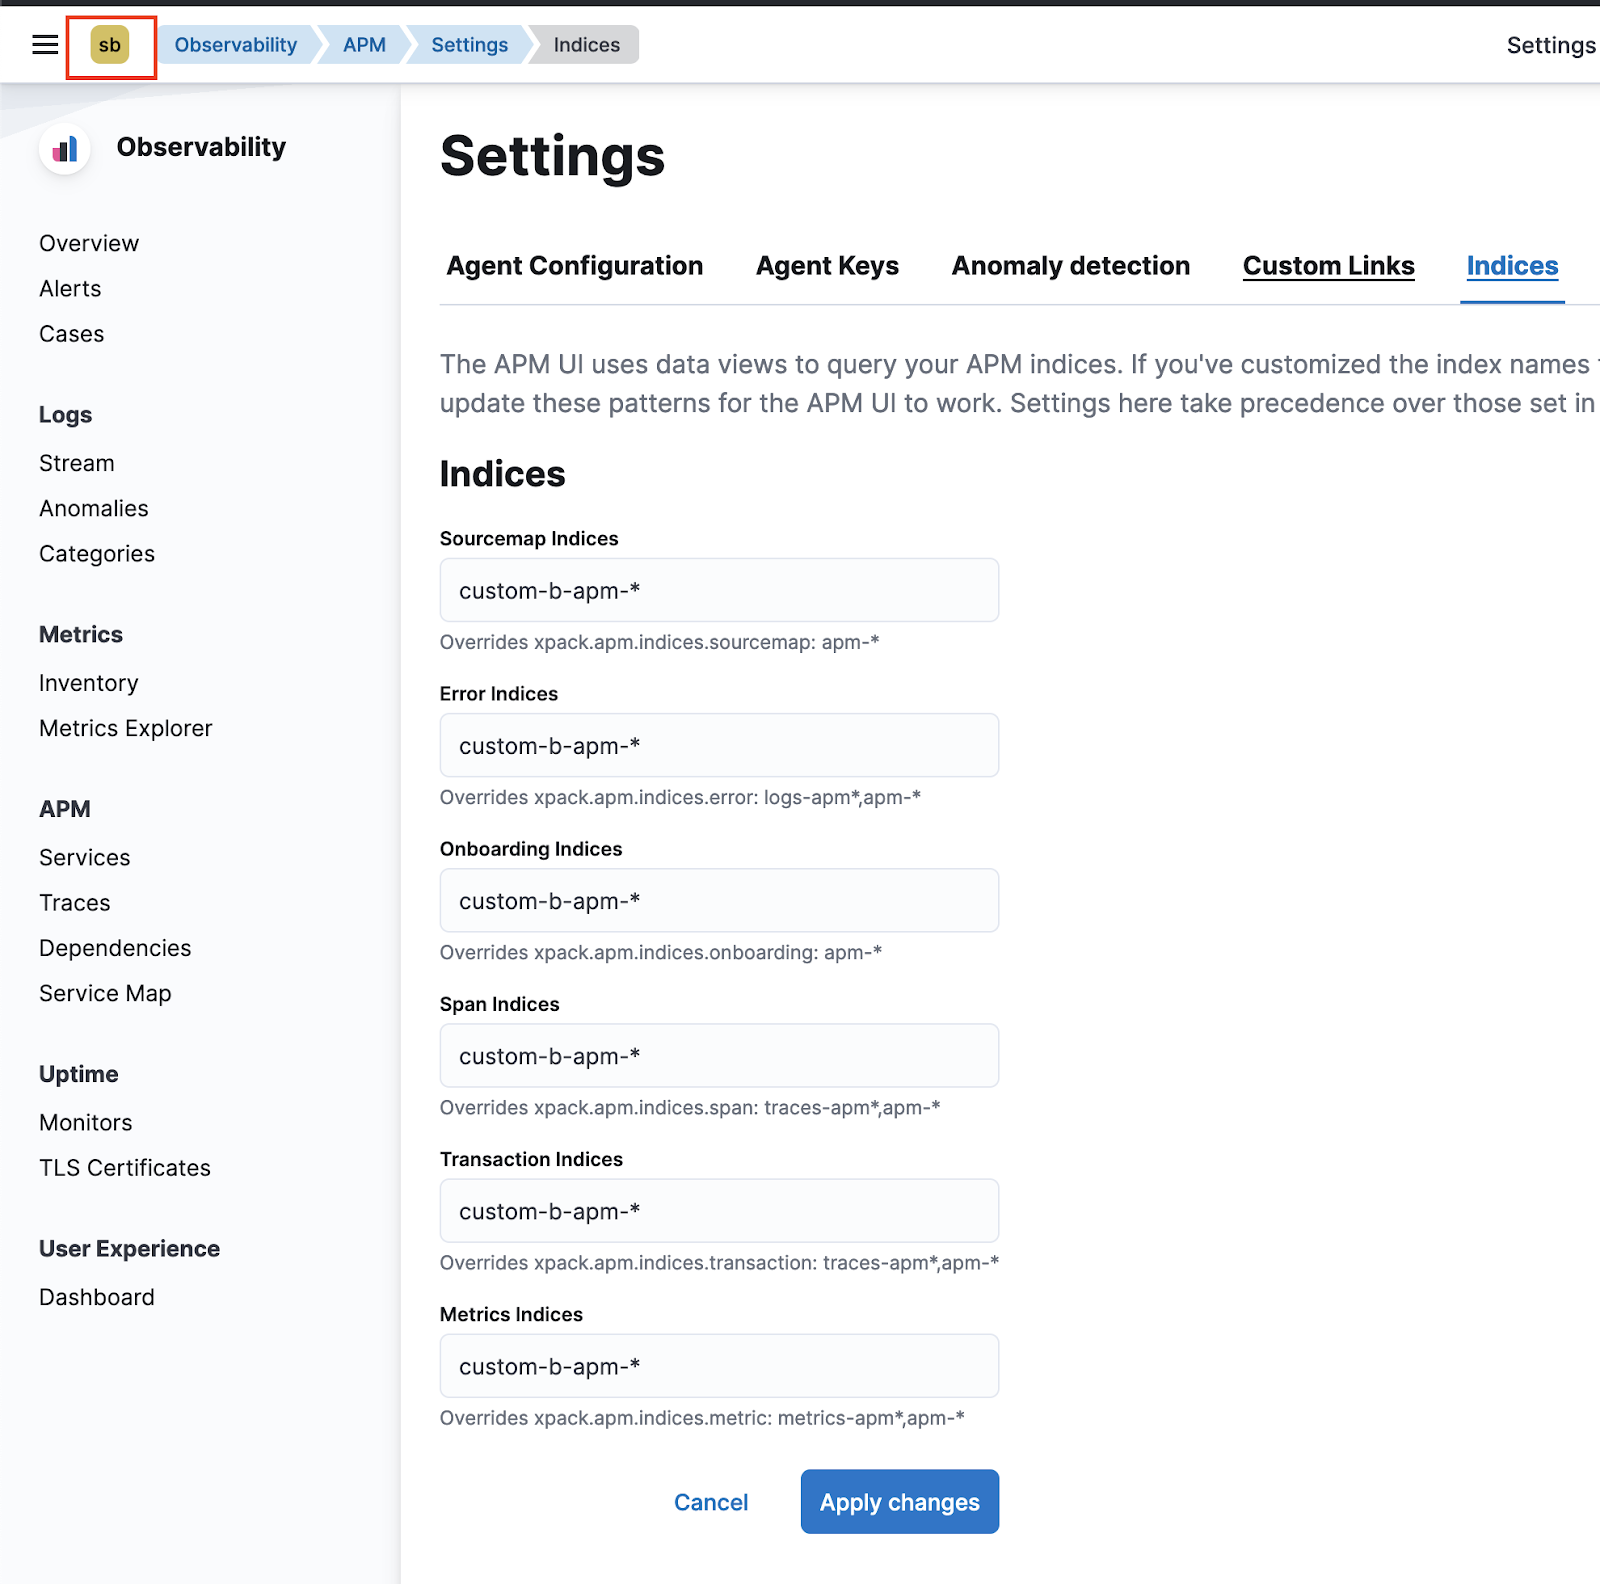 sb Observability APM Settings Indices Settings
Observability
Overview
Alerts
Cases
Logs
Stream
Anomalies
Categories
Metrics
Inventory
Metrics Explorer
APM
Services
Traces
Dependencies
Service Map
Uptime
Monitors
TLS Certificates
User Experience
Dashboard
Settings
Agent Configuration Agent Keys Anomaly detection Custom Links Indices
The APM UI uses data views to query your APM indices. If you've customized the index names
update these patterns for the APM UI to work. Settings here take precedence over those set in
Indices
Sourcemap Indices
custom-b-apm-*
Overrides xpack.apm.indices.sourcemap: apm-*
Error Indices
custom-b-apm-*
Overrides xpack.apm.indices.error: logs-apm*,apm-*
Onboarding Indices
custom-b-apm-*
Overrides xpack.apm.indices.onboarding: apm-*
Span Indices
custom-b-apm-*
Overrides xpack.apm.indices.span: traces-apm*,apm-*
Transaction Indices
custom-b-apm-*
Overrides xpack.apm.indices.transaction: traces-apm*,apm-*
Metrics Indices
custom-b-apm-*
Overrides xpack.apm.indices.metric: metrics-apm*,apm-*
Cancel Apply changes